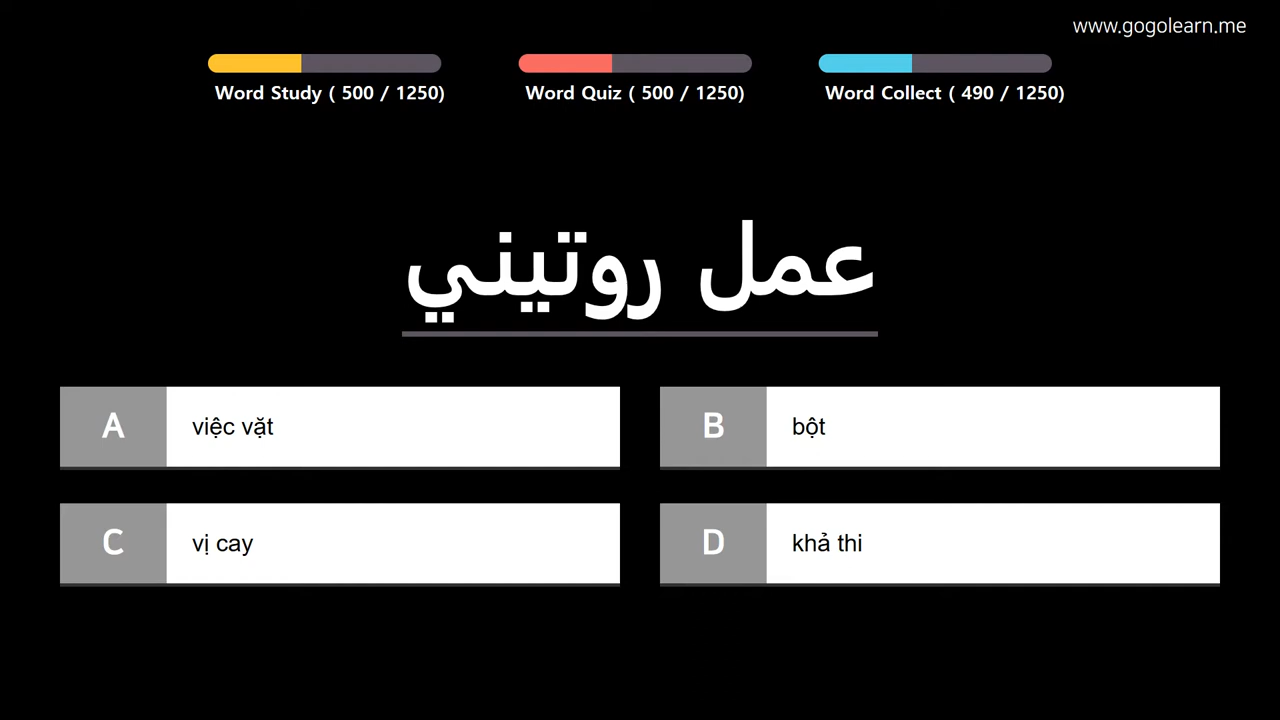 www.gogolearn.me
Word Study ( 500 / 1250)
Word Quiz ( 500 / 1250)
Word Collect ( 490 / 1250)
عمل روتيني
A việc vặt
B bột
C vị cay
D khả thi